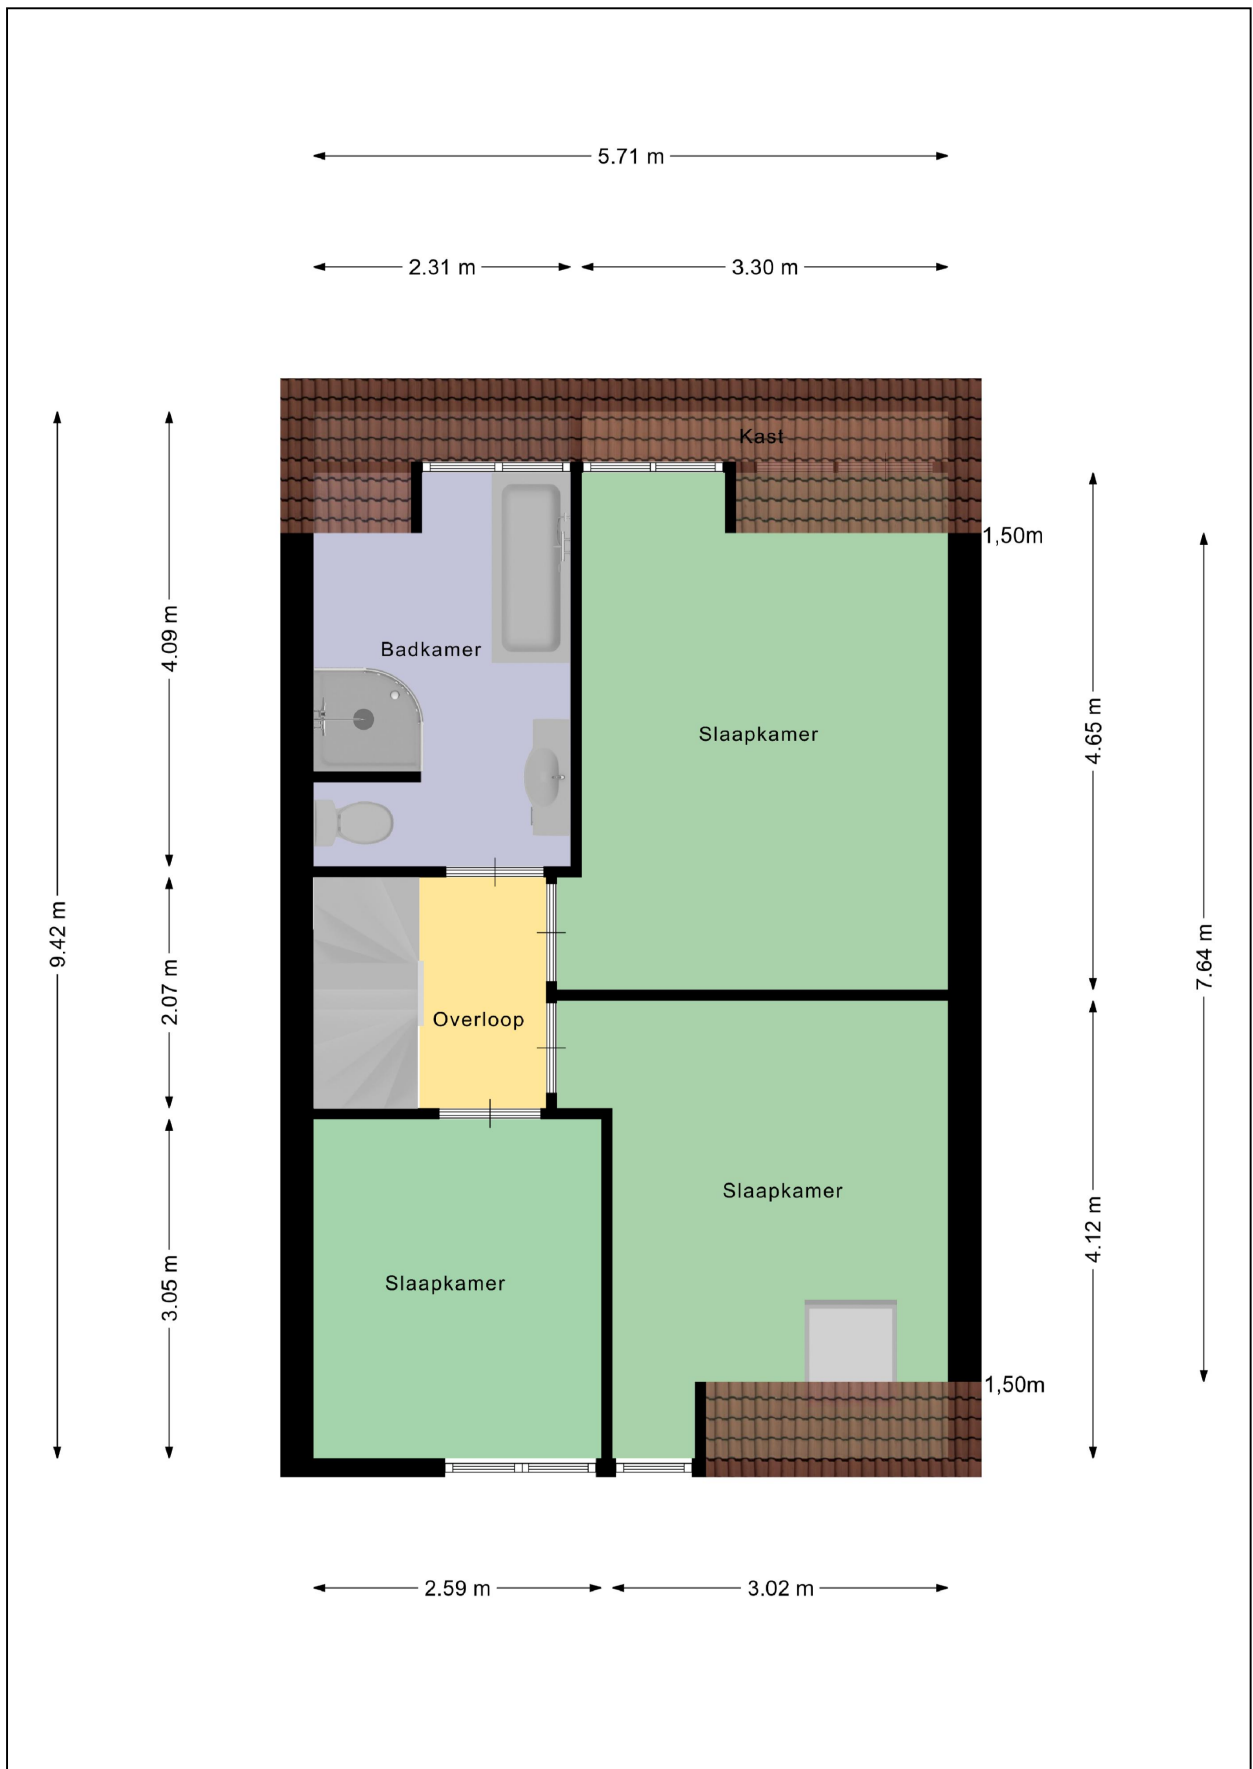 5.71 m
2.31 m
3.30 m
Kast
1,50m
4.09 m
Badkamer
4.65 m
Slaapkamer
9.42 m
2.07 m
7.64 m
Overloop
Slaapkamer
4.12 m
3.05 m
Slaapkamer
1,50m
2.59 m
3.02 m